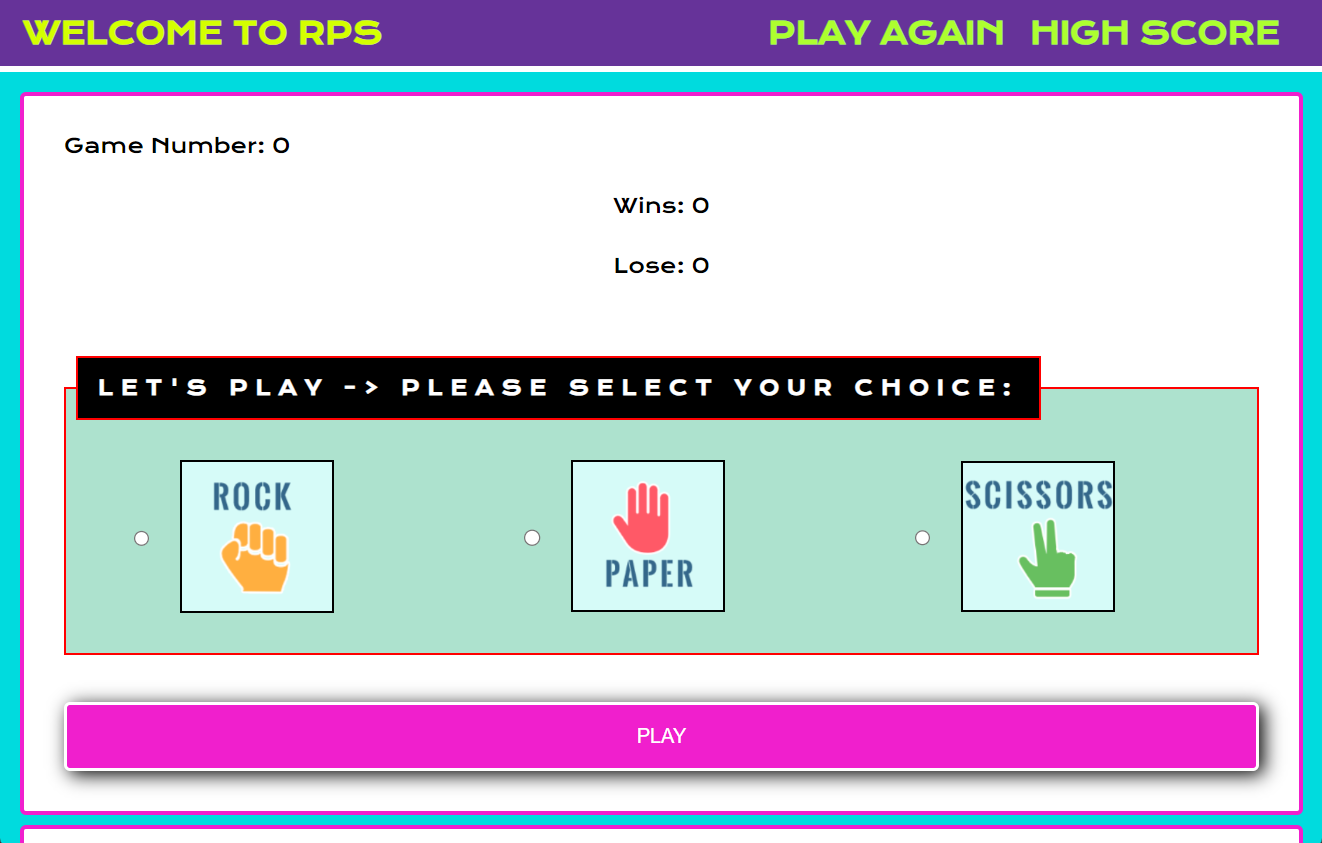 WELCOME TO RPS
PLAY AGAIN HIGH SCORE
Game Number: 0
Wins: 0
Lose: 0
LET'S PLAY -> PLEASE SELECT YOUR CHOICE:
ROCK
PAPER
SCISSORS
PLAY